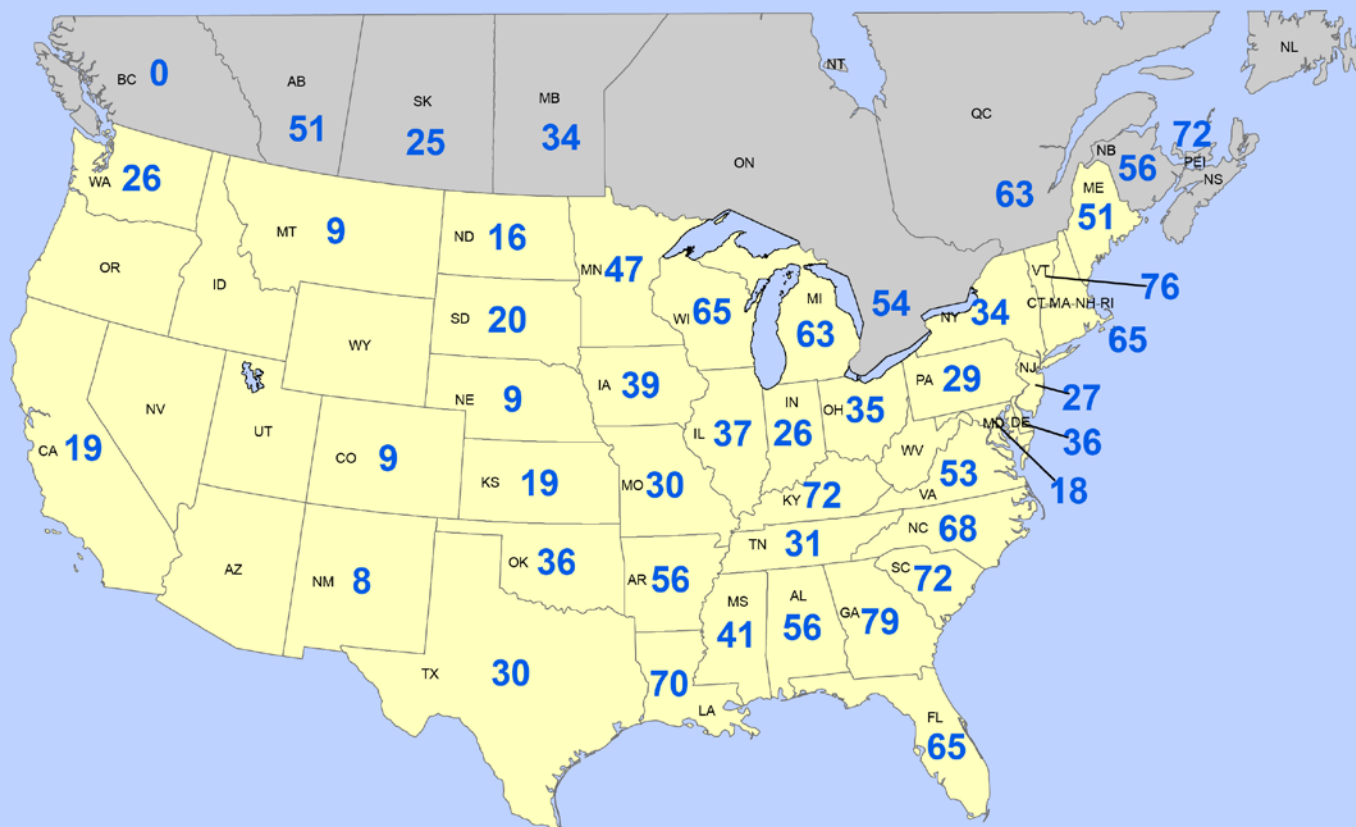 BC 0
AB
51
SK
25
MB
34
ON
NT
QC
63
NL
72
NB
56
PEI
NS
ME
51
WA 26
OR
ID
MT 9
ND 16
MN 47
SD 20
WY
WI 65
MI
63
54
NY 34
VT
76
CT-MA-NH-RI
65
NV
UT
CA 19
CO 9
NE 9
IA 39
KS 19
IL 37
IN
26
OH 35
PA 29
NJ
27
MD DE
36
18
WV
VA
53
MO 30
KY 72
TN 31
NC 68
SC 72
AZ
NM 8
OK 36
AR 56
MS
41
AL
56
GA 79
TX 30
70
LA
FL
65